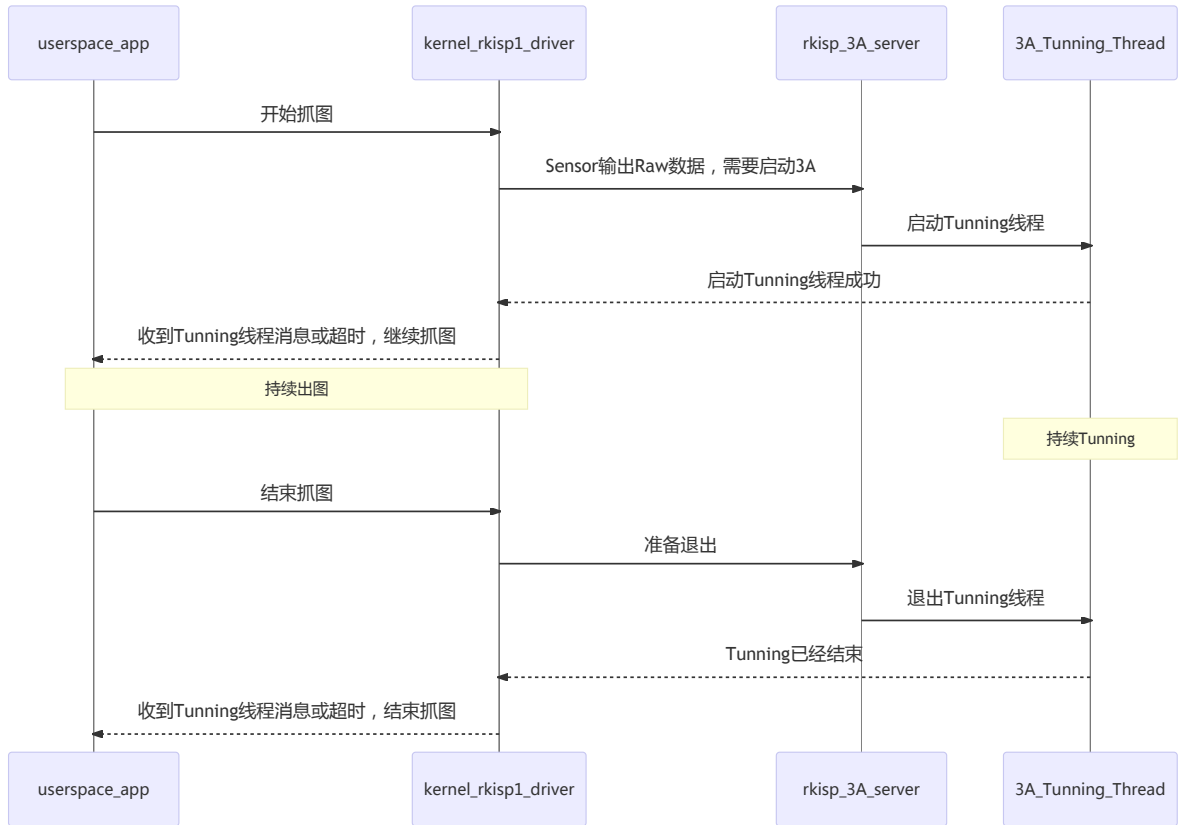 userspace_app
kernel_rkisp1_driver
rkisp_3A_server
3A_Tunning_Thread
开始抓图
Sensor输出Raw数据，需要启动3A
启动Tunning线程
启动Tunning线程成功
收到Tunning线程消息或超时，继续抓图
持续出图
持续Tunning
结束抓图
准备退出
退出Tunning线程
Tunning已经结束
收到Tunning线程消息或超时，结束抓图
userspace_app
kernel_rkisp1_driver
rkisp_3A_server
3A_Tunning_Thread